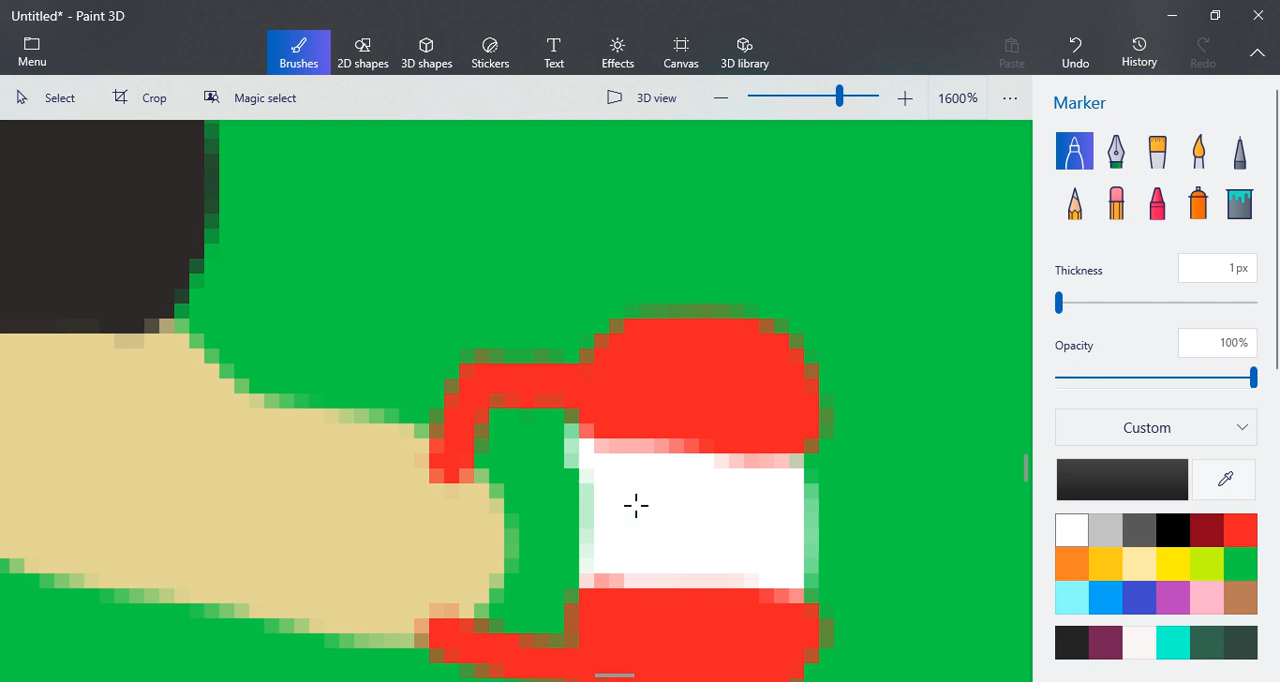 Untitled* - Paint 3D
Menu
Brushes
2D shapes
3D shapes
Stickers
Text
Effects
Canvas
3D library
Paste
Undo
History
Redo
Select
Crop
Magic select
3D view
1600%
Marker
Thickness
1px
Opacity
100%
Custom